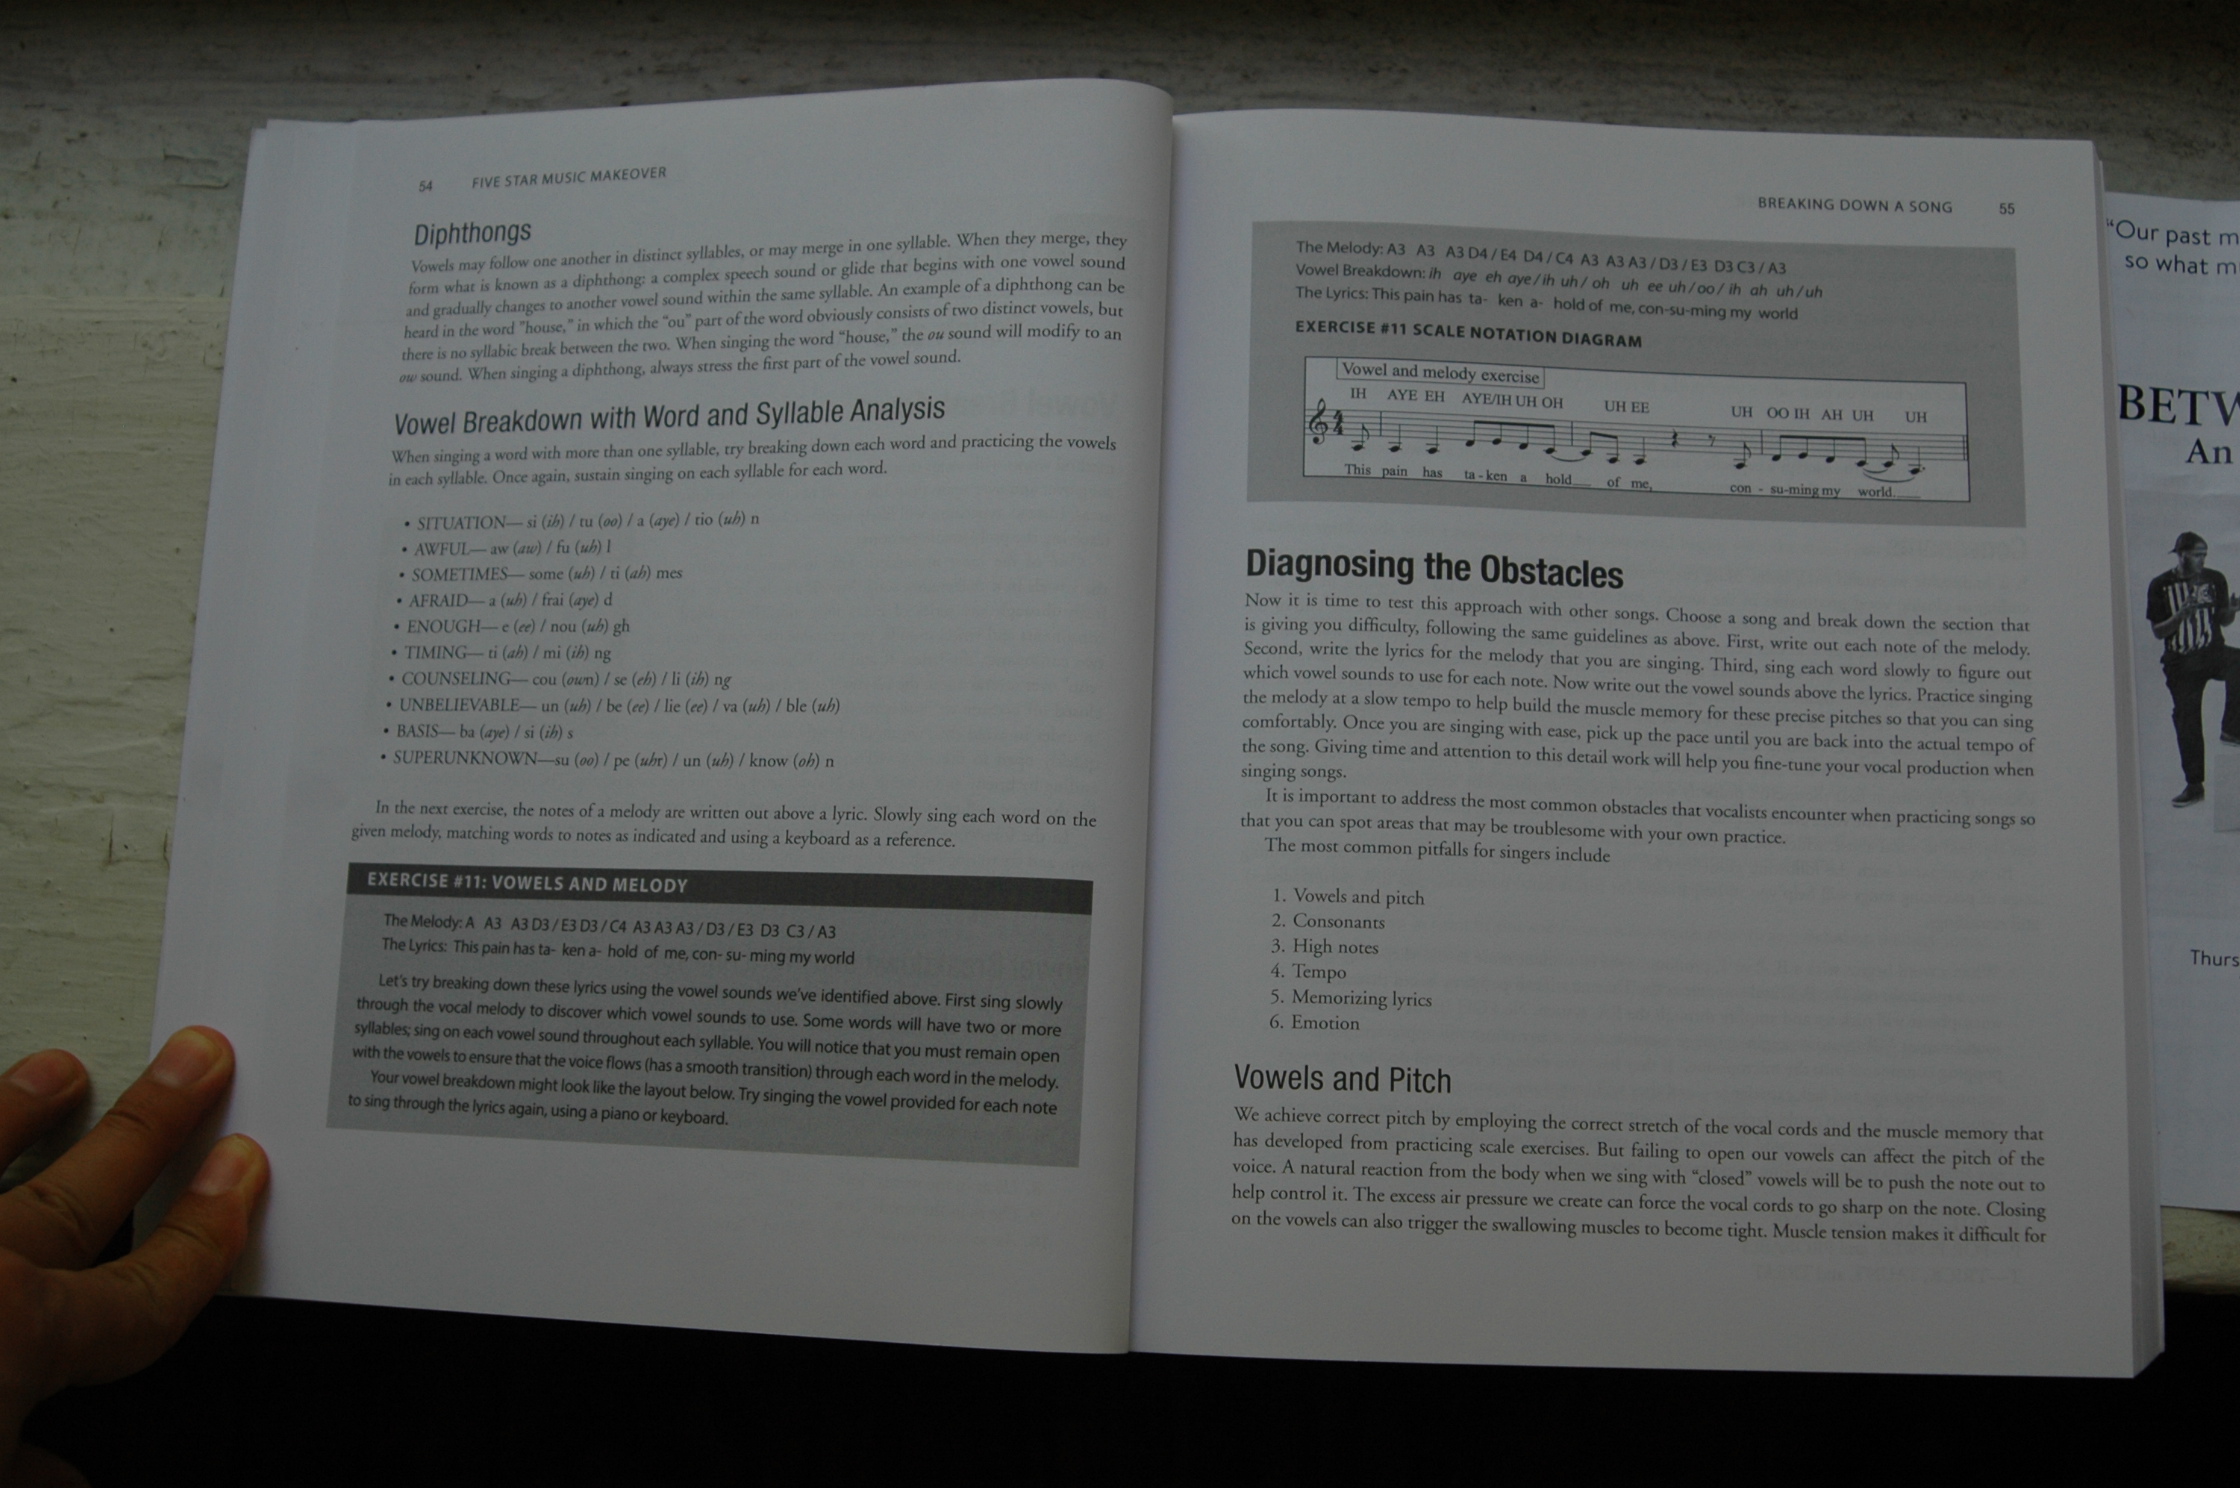 54 FIVE STAR MUSIC MAKEOVER
Diphthongs
Vowels may follow one another in distinct syllables, or may merge in one syllable. When they merge, they
form what is known as a diphthong: a complex speech sound or glide that begins with one vowel sound
and gradually changes to another vowel sound within the same syllable. An example of a diphthong can be
heard in the word "house," in which the "ou" part of the word obviously consists of two distinct vowels, but
there is no syllabic break between the two. When singing the word "house," the ou sound will modify to an
ow sound. When singing a diphthong, always stress the first part of the vowel sound.
Vowel Breakdown with Word and Syllable Analysis
When singing a word with more than one syllable, try breaking down each word and practicing the vowels
in each syllable. Once again, sustain singing on each syllable for each word.
• SITUATION— si (ih) / tu (oo) / a (aye) / tio (uh) n
• AWFUL— aw (aw) / fu (uh) l
• SOMETIMES— some (uh) / ti (ah) mes
• AFRAID— a (uh) / frai (aye) d
• ENOUGH— e (ee) / nou (uh) gh
• TIMING— ti (ah) / mi (ih) ng
• COUNSELING— cou (own) / se (eh) / li (ih) ng
• UNBELIEVABLE— un (uh) / be (ee) / lie (ee) / va (uh) / ble (uh)
• BASIS— ba (aye) / si (ih) s
• SUPERUNKNOWN—su (oo) / pe (uhr) / un (uh) / know (oh) n
In the next exercise, the notes of a melody are written out above a lyric. Slowly sing each word on the
given melody, matching words to notes as indicated and using a keyboard as a reference.
EXERCISE #11: VOWELS AND MELODY
The Melody: A A3 A3 D3 / E3 D3 / C4 A3 A3 A3 / D3 / E3 D3 C3 / A3
The Lyrics: This pain has ta- ken a- hold of me, con- su- ming my world
Let's try breaking down these lyrics using the vowel sounds we've identified above. First sing slowly
through the vocal melody to discover which vowel sounds to use. Some words will have two or more
syllables; sing on each vowel sound throughout each syllable. You will notice that you must remain open
with the vowels to ensure that the voice flows (has a smooth transition) through each word in the melody.
Your vowel breakdown might look like the layout below. Try singing the vowel provided for each note
to sing through the lyrics again, using a piano or keyboard.
BREAKING DOWN A SONG 55
The Melody: A3 A3 A3 D4 / E4 D4 / C4 A3 A3 A3 / D3 / E3 D3 C3 / A3
Vowel Breakdown: ih aye eh aye / ih uh / oh uh ee uh / oo / ih ah uh / uh
The Lyrics: This pain has ta- ken a- hold of me, con-su-ming my world
EXERCISE #11 SCALE NOTATION DIAGRAM
Vowel and melody exercise
IH AYE EH AYE/IH UH OH UH EE UH OO IH AH UH UH
This pain has ta - ken a hold of me, con - su-ming my world.
Diagnosing the Obstacles
Now it is time to test this approach with other songs. Choose a song and break down the section that
is giving you difficulty, following the same guidelines as above. First, write out each note of the melody.
Second, write the lyrics for the melody that you are singing. Third, sing each word slowly to figure out
which vowel sounds to use for each note. Now write out the vowel sounds above the lyrics. Practice singing
the melody at a slow tempo to help build the muscle memory for these precise pitches so that you can sing
comfortably. Once you are singing with ease, pick up the pace until you are back into the actual tempo of
the song. Giving time and attention to this detail work will help you fine-tune your vocal production when
singing songs.
It is important to address the most common obstacles that vocalists encounter when practicing songs so
that you can spot areas that may be troublesome with your own practice.
The most common pitfalls for singers include
1. Vowels and pitch
2. Consonants
3. High notes
4. Tempo
5. Memorizing lyrics
6. Emotion
Vowels and Pitch
We achieve correct pitch by employing the correct stretch of the vocal cords and the muscle memory that
has developed from practicing scale exercises. But failing to open our vowels can affect the pitch of the
voice. A natural reaction from the body when we sing with "closed" vowels will be to push the note out to
help control it. The excess air pressure we create can force the vocal cords to go sharp on the note. Closing
on the vowels can also trigger the swallowing muscles to become tight. Muscle tension makes it difficult for
"Our past m
so what m
BETW
An
Thurs